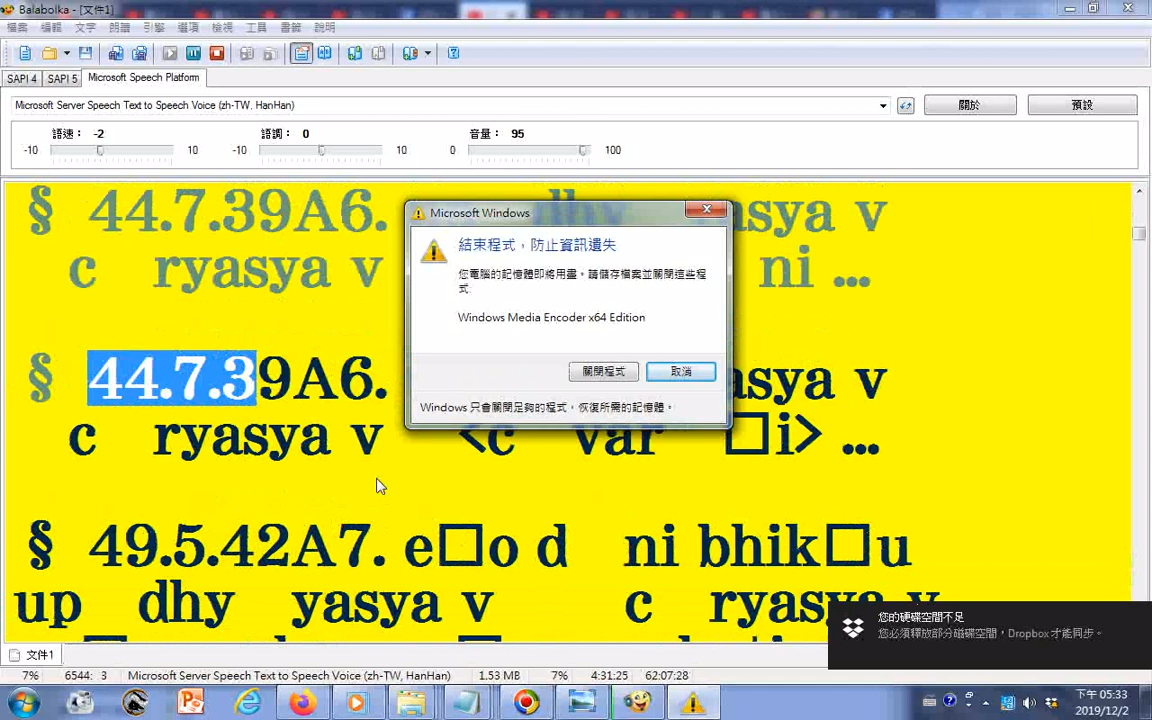 Balabolka - [文件1]
檔案 編輯 文字 朗讀 引擎 選項 檢視 工具 書籤 說明
SAPI 4 SAPI 5 Microsoft Speech Platform
Microsoft Server Speech Text to Speech Voice (zh-TW, HanHan)
關於 預設
語速： -2 語調： 0 音量： 95
-10 10 -10 10 0 100
§ 44.7.39A6. dhy asya v
c ryasya v ni ...
Microsoft Windows
結束程式，防止資訊遺失
您電腦的記憶體即將用盡。請儲存檔案並關閉這些程
式:
Windows Media Encoder x64 Edition
關閉程式 取消
Windows 只會關閉足夠的程式，恢復所需的記憶體。
§ 44.7.39A6. asya v
c ryasya v <c var □i> ...
§ 49.5.42A7. e□o d ni bhik□u
up dhy yasya v c ryasya v
您的硬碟空間不足
您必須釋放部分磁碟空間，Dropbox 才能同步。
文件1
7% 6544: 3 Microsoft Server Speech Text to Speech Voice (zh-TW, HanHan) 1.53 MB 7% 4:31:25 62:07:28
下午 05:33
2019/12/2